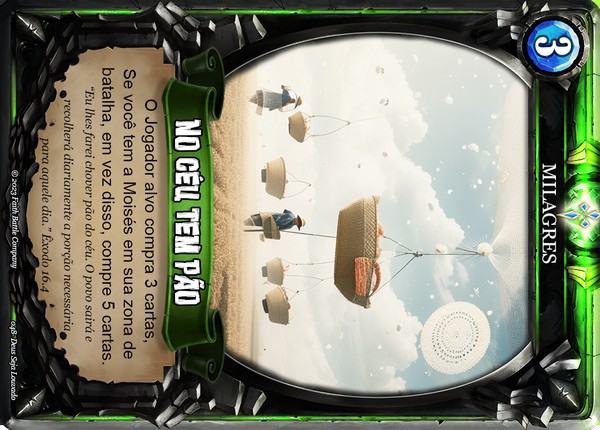 3
MILAGRES
NO CÉU TEM PÃO
O Jogador alvo compra 3 cartas,
Se você tem a Moisés em sua zona de
batalha, em vez disso, compre 5 cartas.
“Eu lhes farei chover pão do céu. O povo sairá e
recolherá diariamente a porção necessária
para aquele dia.” Êxodo 16.4
© 2023 Faith Battle Company
048- Deus Seja Louvado